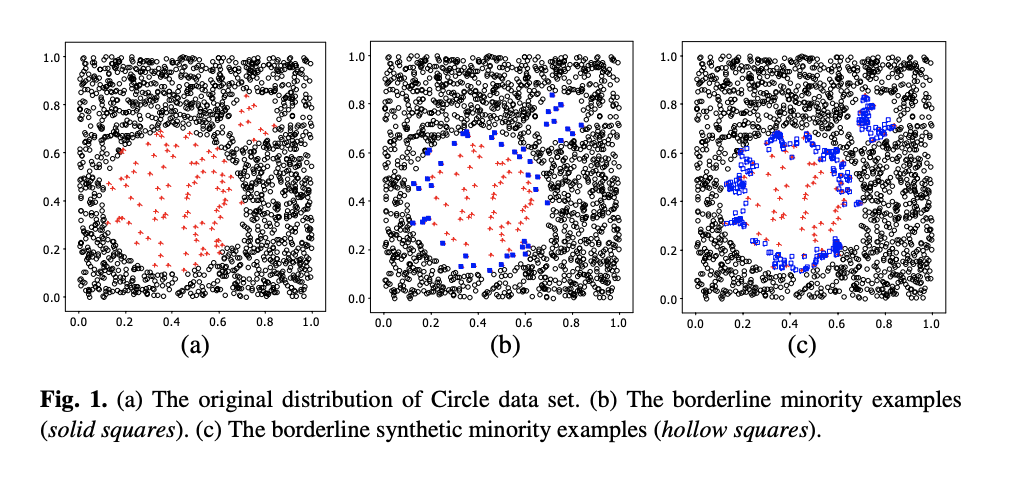 1.0
0.8
0.6
0.4
0.2
0.0
0.0 0.2 0.4 0.6 0.8 1.0
(a)
1.0
0.8
0.6
0.4
0.2
0.0
0.0 0.2 0.4 0.6 0.8 1.0
(b)
1.0
0.8
0.6
0.4
0.2
0.0
0.0 0.2 0.4 0.6 0.8 1.0
(c)
Fig. 1. (a) The original distribution of Circle data set. (b) The borderline minority examples
(solid squares). (c) The borderline synthetic minority examples (hollow squares).